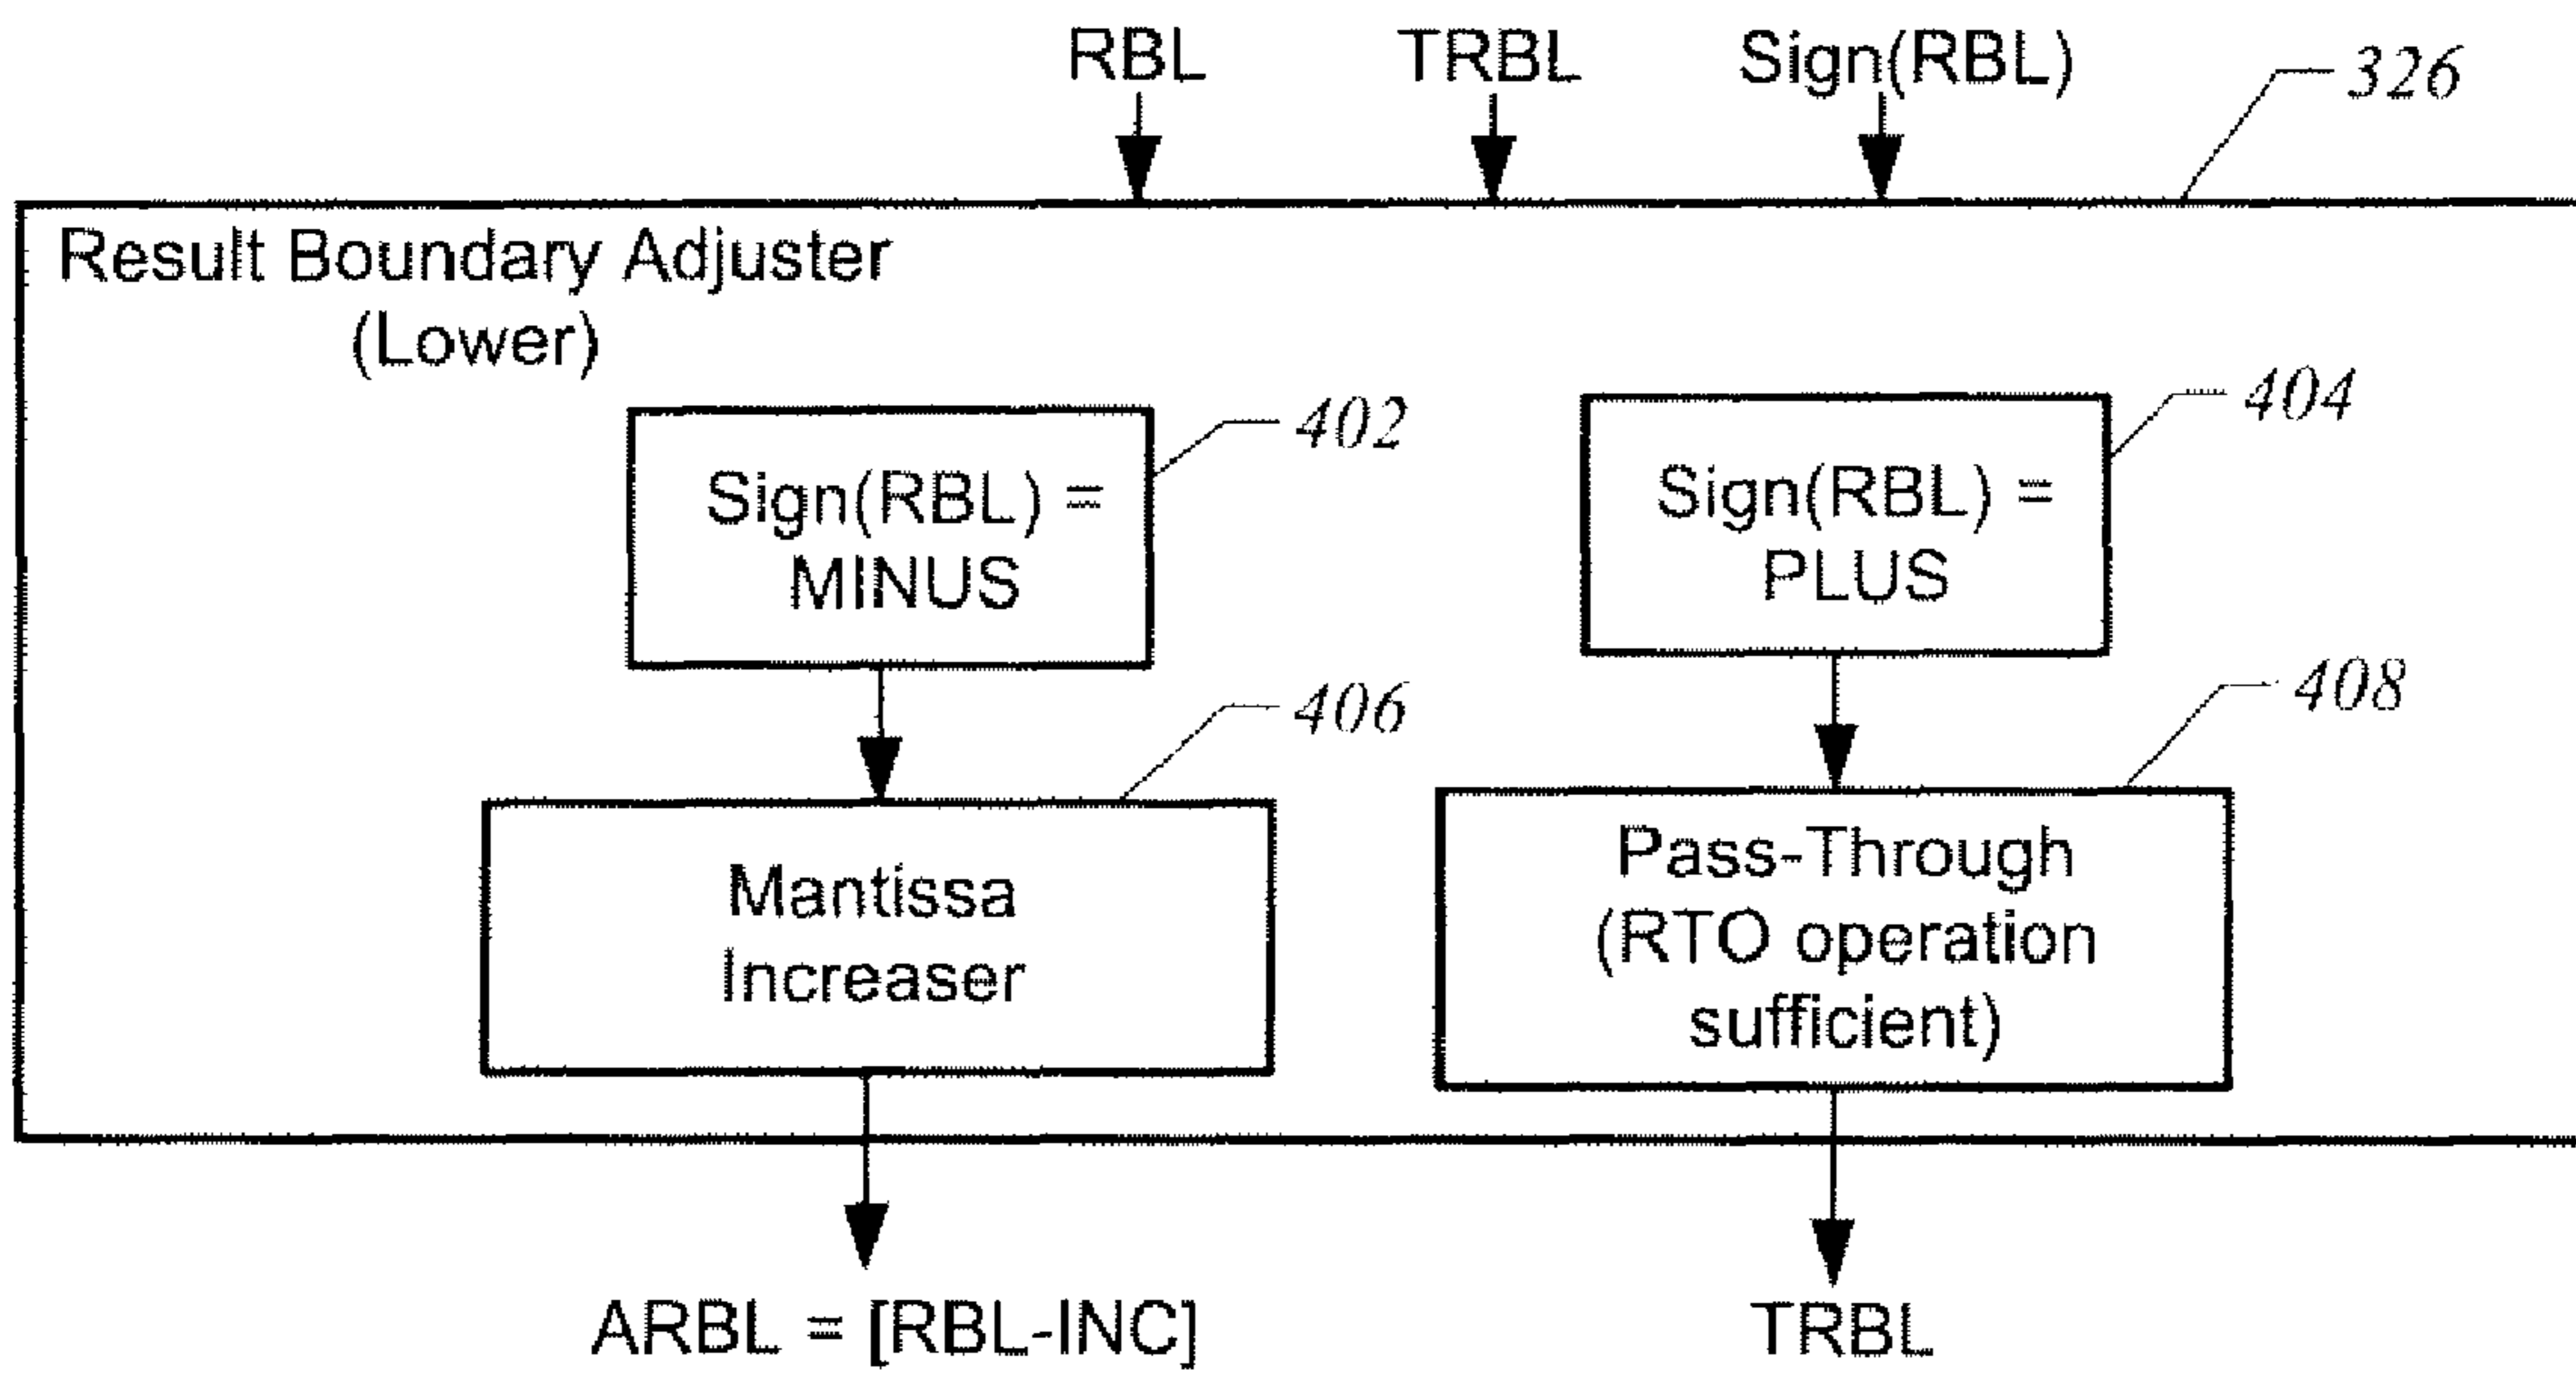 RBL TRBL Sign(RBL) 326
Result Boundary Adjuster
(Lower)
402
Sign(RBL) =
MINUS
404
Sign(RBL) =
PLUS
406
Mantissa
Increaser
408
Pass-Through
(RTO operation
sufficient)
ARBL = [RBL-INC]
TRBL